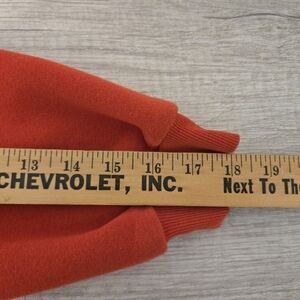 13 14 15 16 17 18 19
CHEVROLET, INC. Next To The